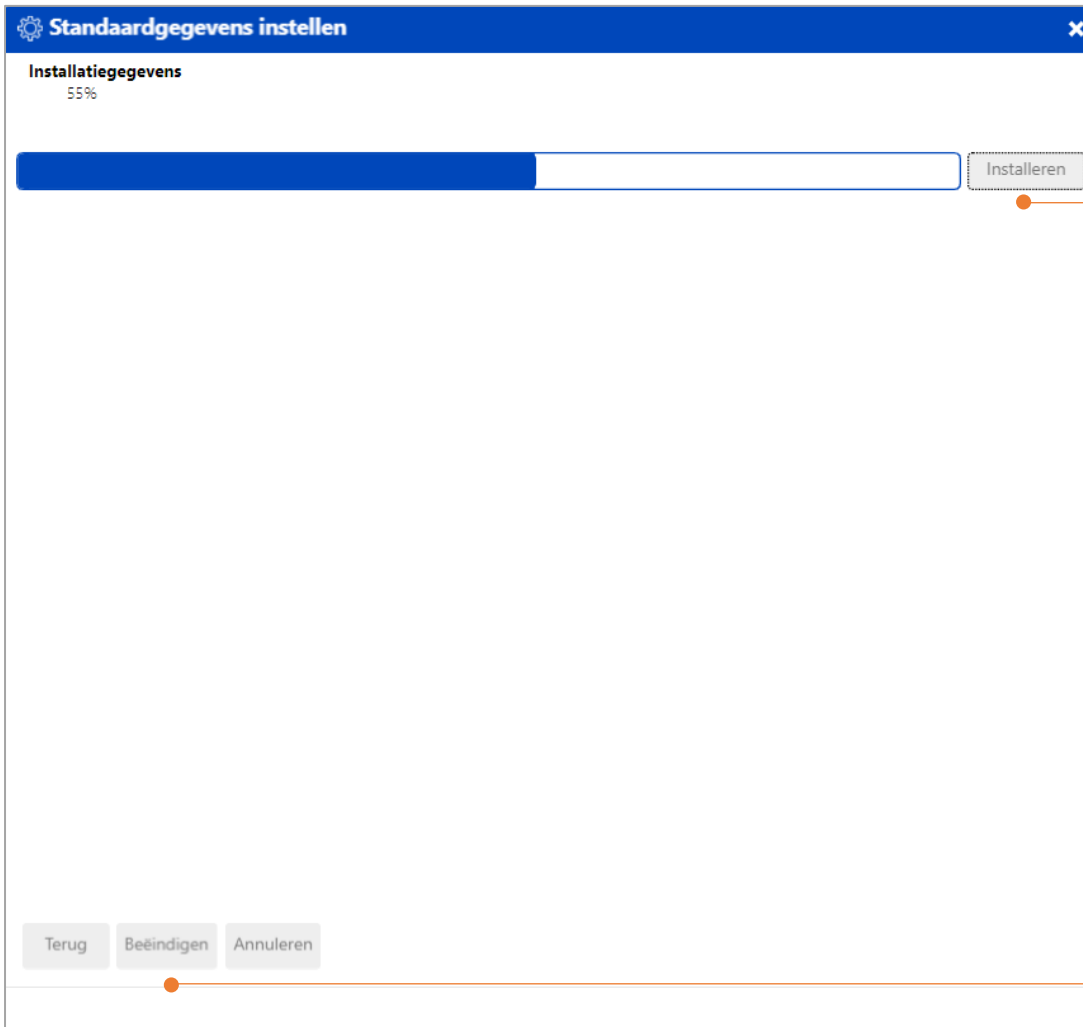 Standaardgegevens instellen
Installatiegegevens
55%
Installeren
Terug Beëindigen Annuleren